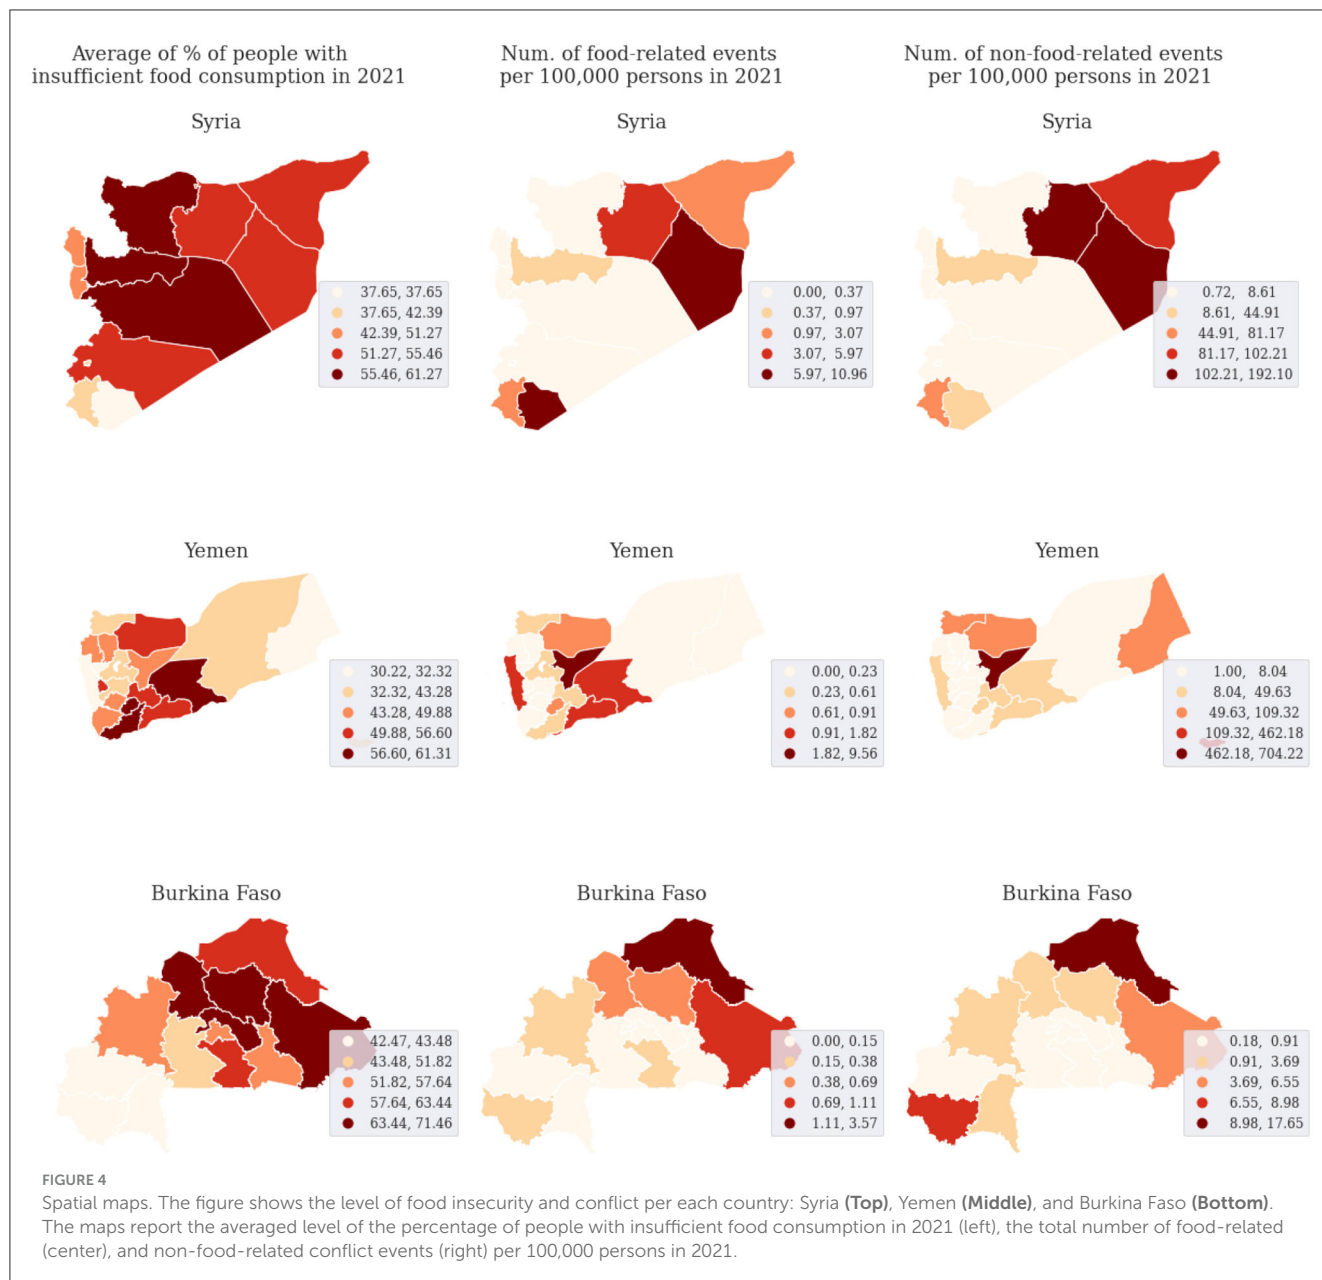 Average of % of people with
insufficient food consumption in 2021
Num. of food-related events
per 100,000 persons in 2021
Num. of non-food-related events
per 100,000 persons in 2021
Syria
Syria
Syria
37.65, 37.65
37.65, 42.39
42.39, 51.27
51.27, 55.46
55.46, 61.27
0.00, 0.37
0.37, 0.97
0.97, 3.07
3.07, 5.97
5.97, 10.96
0.72, 8.61
8.61, 44.91
44.91, 81.17
81.17, 102.21
102.21, 192.10
Yemen
Yemen
Yemen
30.22, 32.32
32.32, 43.28
43.28, 49.88
49.88, 56.60
56.60, 61.31
0.00, 0.23
0.23, 0.61
0.61, 0.91
0.91, 1.82
1.82, 9.56
1.00, 8.04
8.04, 49.63
49.63, 109.32
109.32, 462.18
462.18, 704.22
Burkina Faso
Burkina Faso
Burkina Faso
42.47, 43.48
43.48, 51.82
51.82, 57.64
57.64, 63.44
63.44, 71.46
0.00, 0.15
0.15, 0.38
0.38, 0.69
0.69, 1.11
1.11, 3.57
0.18, 0.91
0.91, 3.69
3.69, 6.55
6.55, 8.98
8.98, 17.65
FIGURE 4
Spatial maps. The figure shows the level of food insecurity and conflict per each country: Syria (Top), Yemen (Middle), and Burkina Faso (Bottom).
The maps report the averaged level of the percentage of people with insufficient food consumption in 2021 (left), the total number of food-related
(center), and non-food-related conflict events (right) per 100,000 persons in 2021.